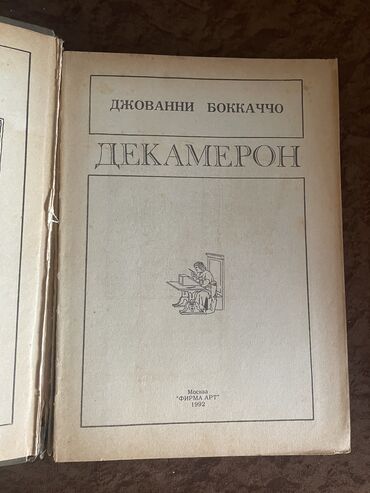 ДЖОВАННИ БОККАЧЧО
ДЕКАМЕРОН
Москва
"ФИРМА АРТ"
1992